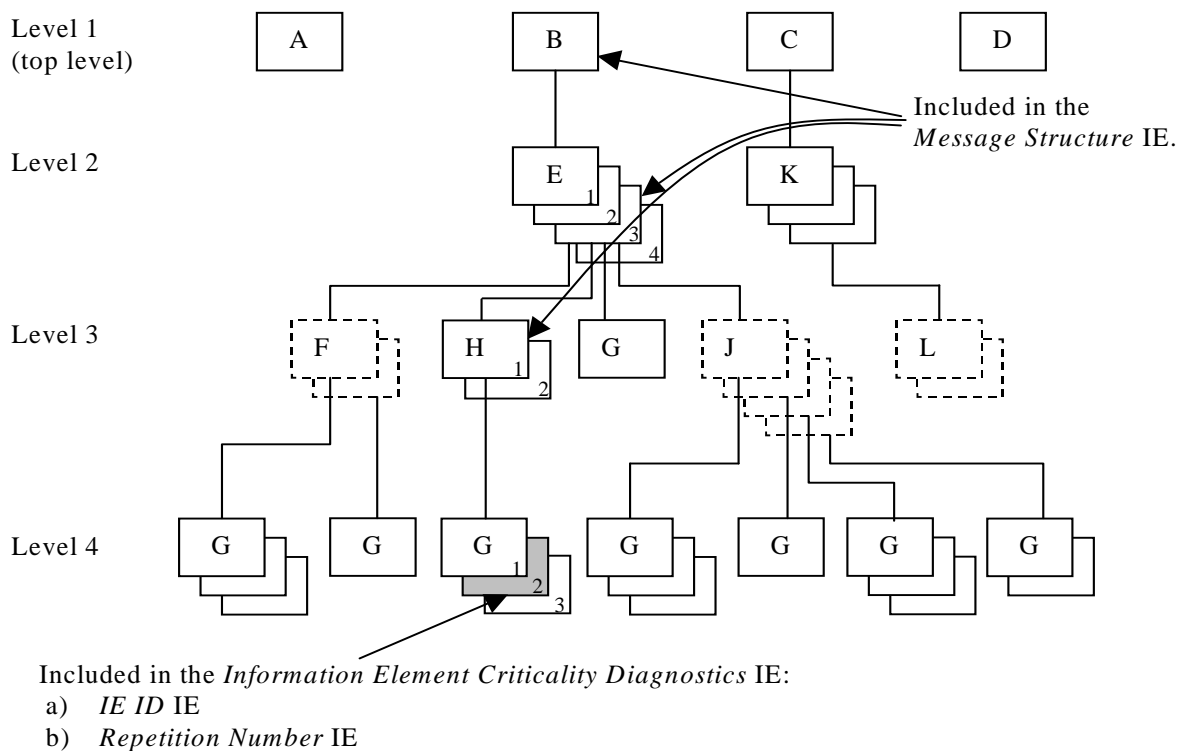 Level 1
(top level)
A
B
C
D
Included in the
Message Structure IE.
Level 2
E
1
2
3
4
K
Level 3
F
H
1
2
G
J
L
Level 4
G
G
G
1
2
3
G
G
G
G
Included in the Information Element Criticality Diagnostics IE:
a) IE ID IE
b) Repetition Number IE